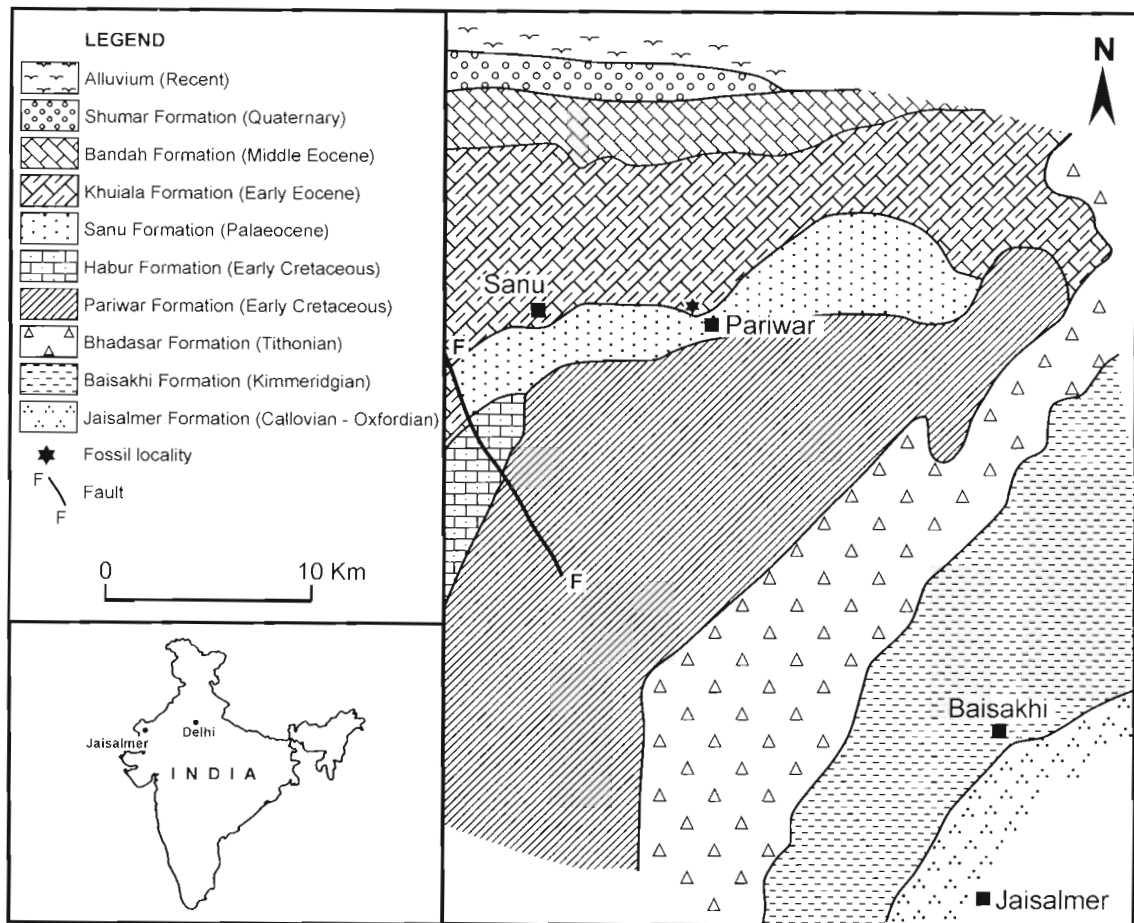 LEGEND
Alluvium (Recent)
Shumar Formation (Quaternary)
Bandah Formation (Middle Eocene)
Khuiala Formation (Early Eocene)
Sanu Formation (Palaeocene)
Habur Formation (Early Cretaceous)
Pariwar Formation (Early Cretaceous)
Bhadasar Formation (Tithonian)
Baisakhi Formation (Kimmeridgian)
Jaisalmer Formation (Callovian - Oxfordian)
Fossil locality
F
Fault
F
0 10 Km
Jaisalmer
Delhi
INDIA
N
Sanu
Pariwar
F
F
Baisakhi
Jaisalmer